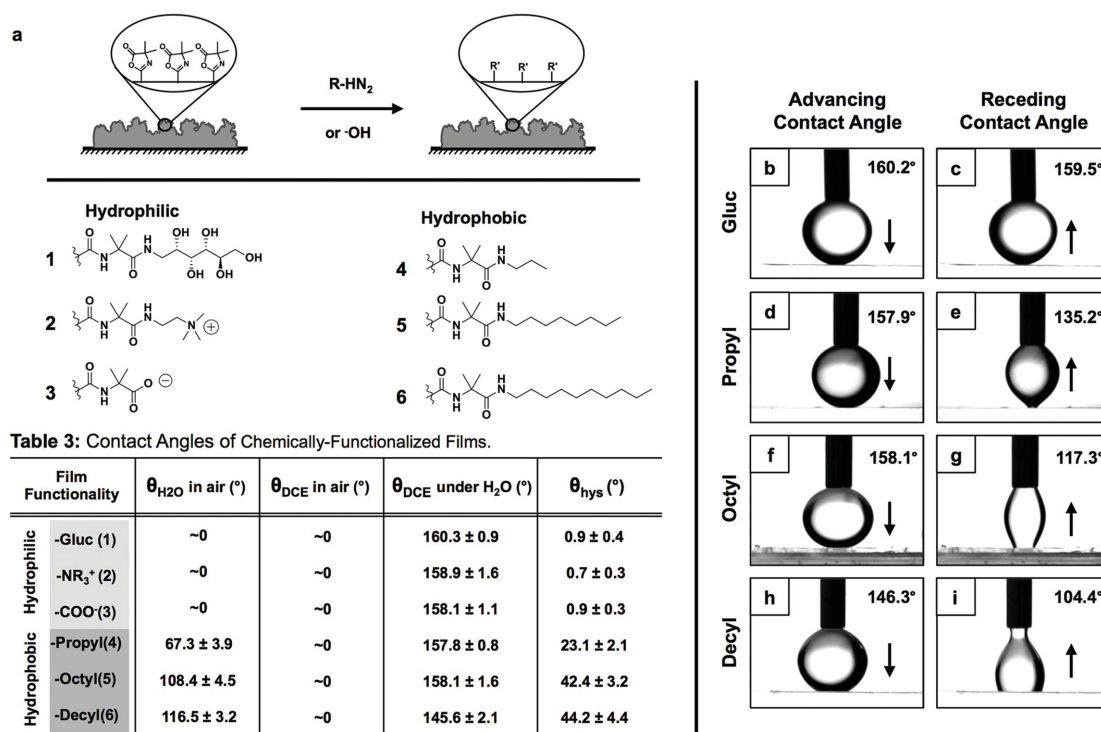 a
R-HN₂
or ⁻OH
R' R' R'
O O N O O N O O N
Hydrophilic
Hydrophobic
1
O N H O H N OH OH OH OH OH
2
O N H O H N N ⊕
3
O N H O O ⊖
4
O N H O H N
5
O N H O H N
6
O N H O H N
Table 3: Contact Angles of Chemically-Functionalized Films.
Film Functionality θH2O in air (°) θDCE in air (°) θDCE under H₂O (°) θhys (°)
Hydrophilic
-Gluc (1) ~0 ~0 160.3 ± 0.9 0.9 ± 0.4
-NR₃⁺ (2) ~0 ~0 158.9 ± 1.6 0.7 ± 0.3
-COO⁻(3) ~0 ~0 158.1 ± 1.1 0.9 ± 0.3
Hydrophobic
-Propyl(4) 67.3 ± 3.9 ~0 157.8 ± 0.8 23.1 ± 2.1
-Octyl(5) 108.4 ± 4.5 ~0 158.1 ± 1.6 42.4 ± 3.2
-Decyl(6) 116.5 ± 3.2 ~0 145.6 ± 2.1 44.2 ± 4.4
Advancing Contact Angle
Receding Contact Angle
Gluc
b 160.2°
c 159.5°
Propyl
d 157.9°
e 135.2°
Octyl
f 158.1°
g 117.3°
Decyl
h 146.3°
i 104.4°